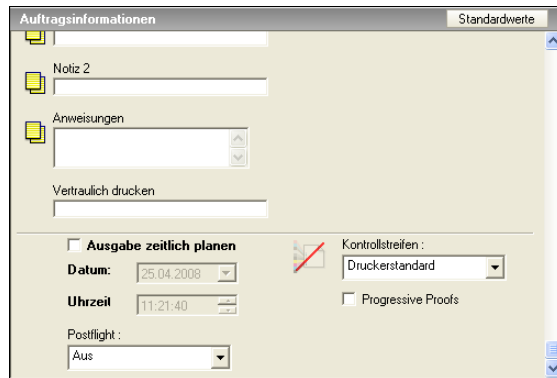 Auftragsinformationen
Standardwerte
Notiz 2
Anweisungen
Vertraulich drucken
Ausgabe zeitlich planen
Kontrollstreifen :
Datum:
25.04.2008
Druckerstandard
Uhrzeit
11:21:40
Progressive Proofs
Postflight :
Aus